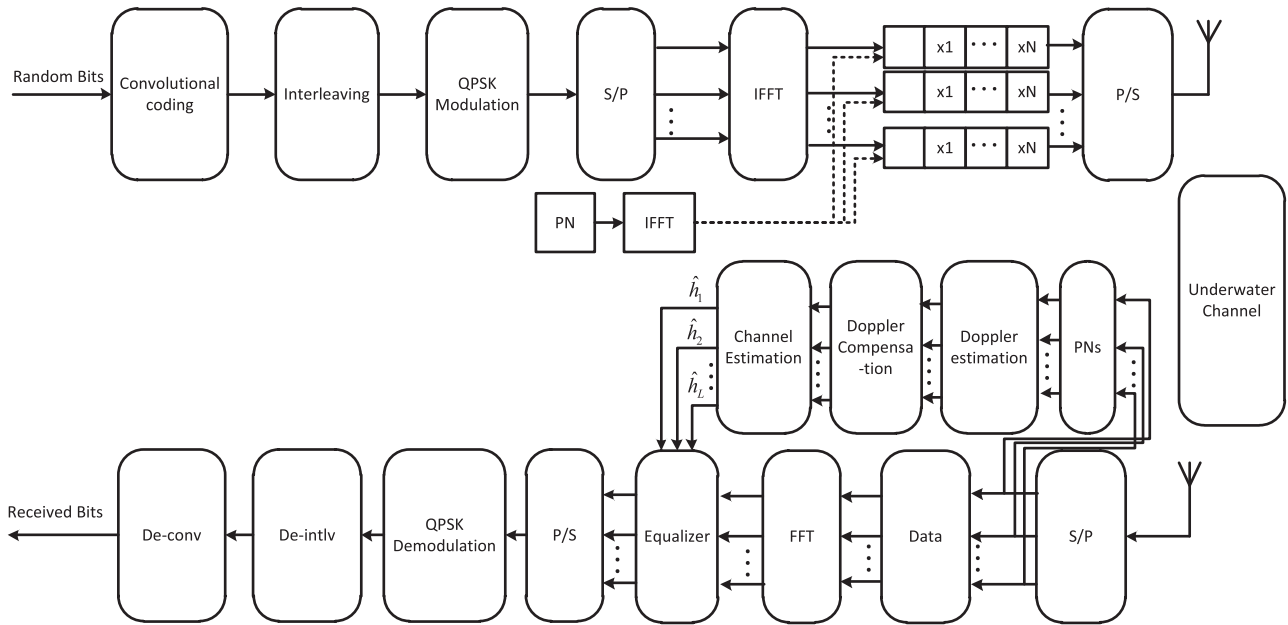 Random Bits
Convolutional
coding
Interleaving
QPSK
Modulation
S/P
IFFT
x1 ··· xN
x1 ··· xN
x1 ··· xN
P/S
PN
IFFT
Underwater
Channel
ĥ₁
ĥ₂
ĥ_L
Channel
Estimation
Doppler
Compensa
-tion
Doppler
estimation
PNs
Received Bits
De-conv
De-intlv
QPSK
Demodulation
P/S
Equalizer
FFT
Data
S/P